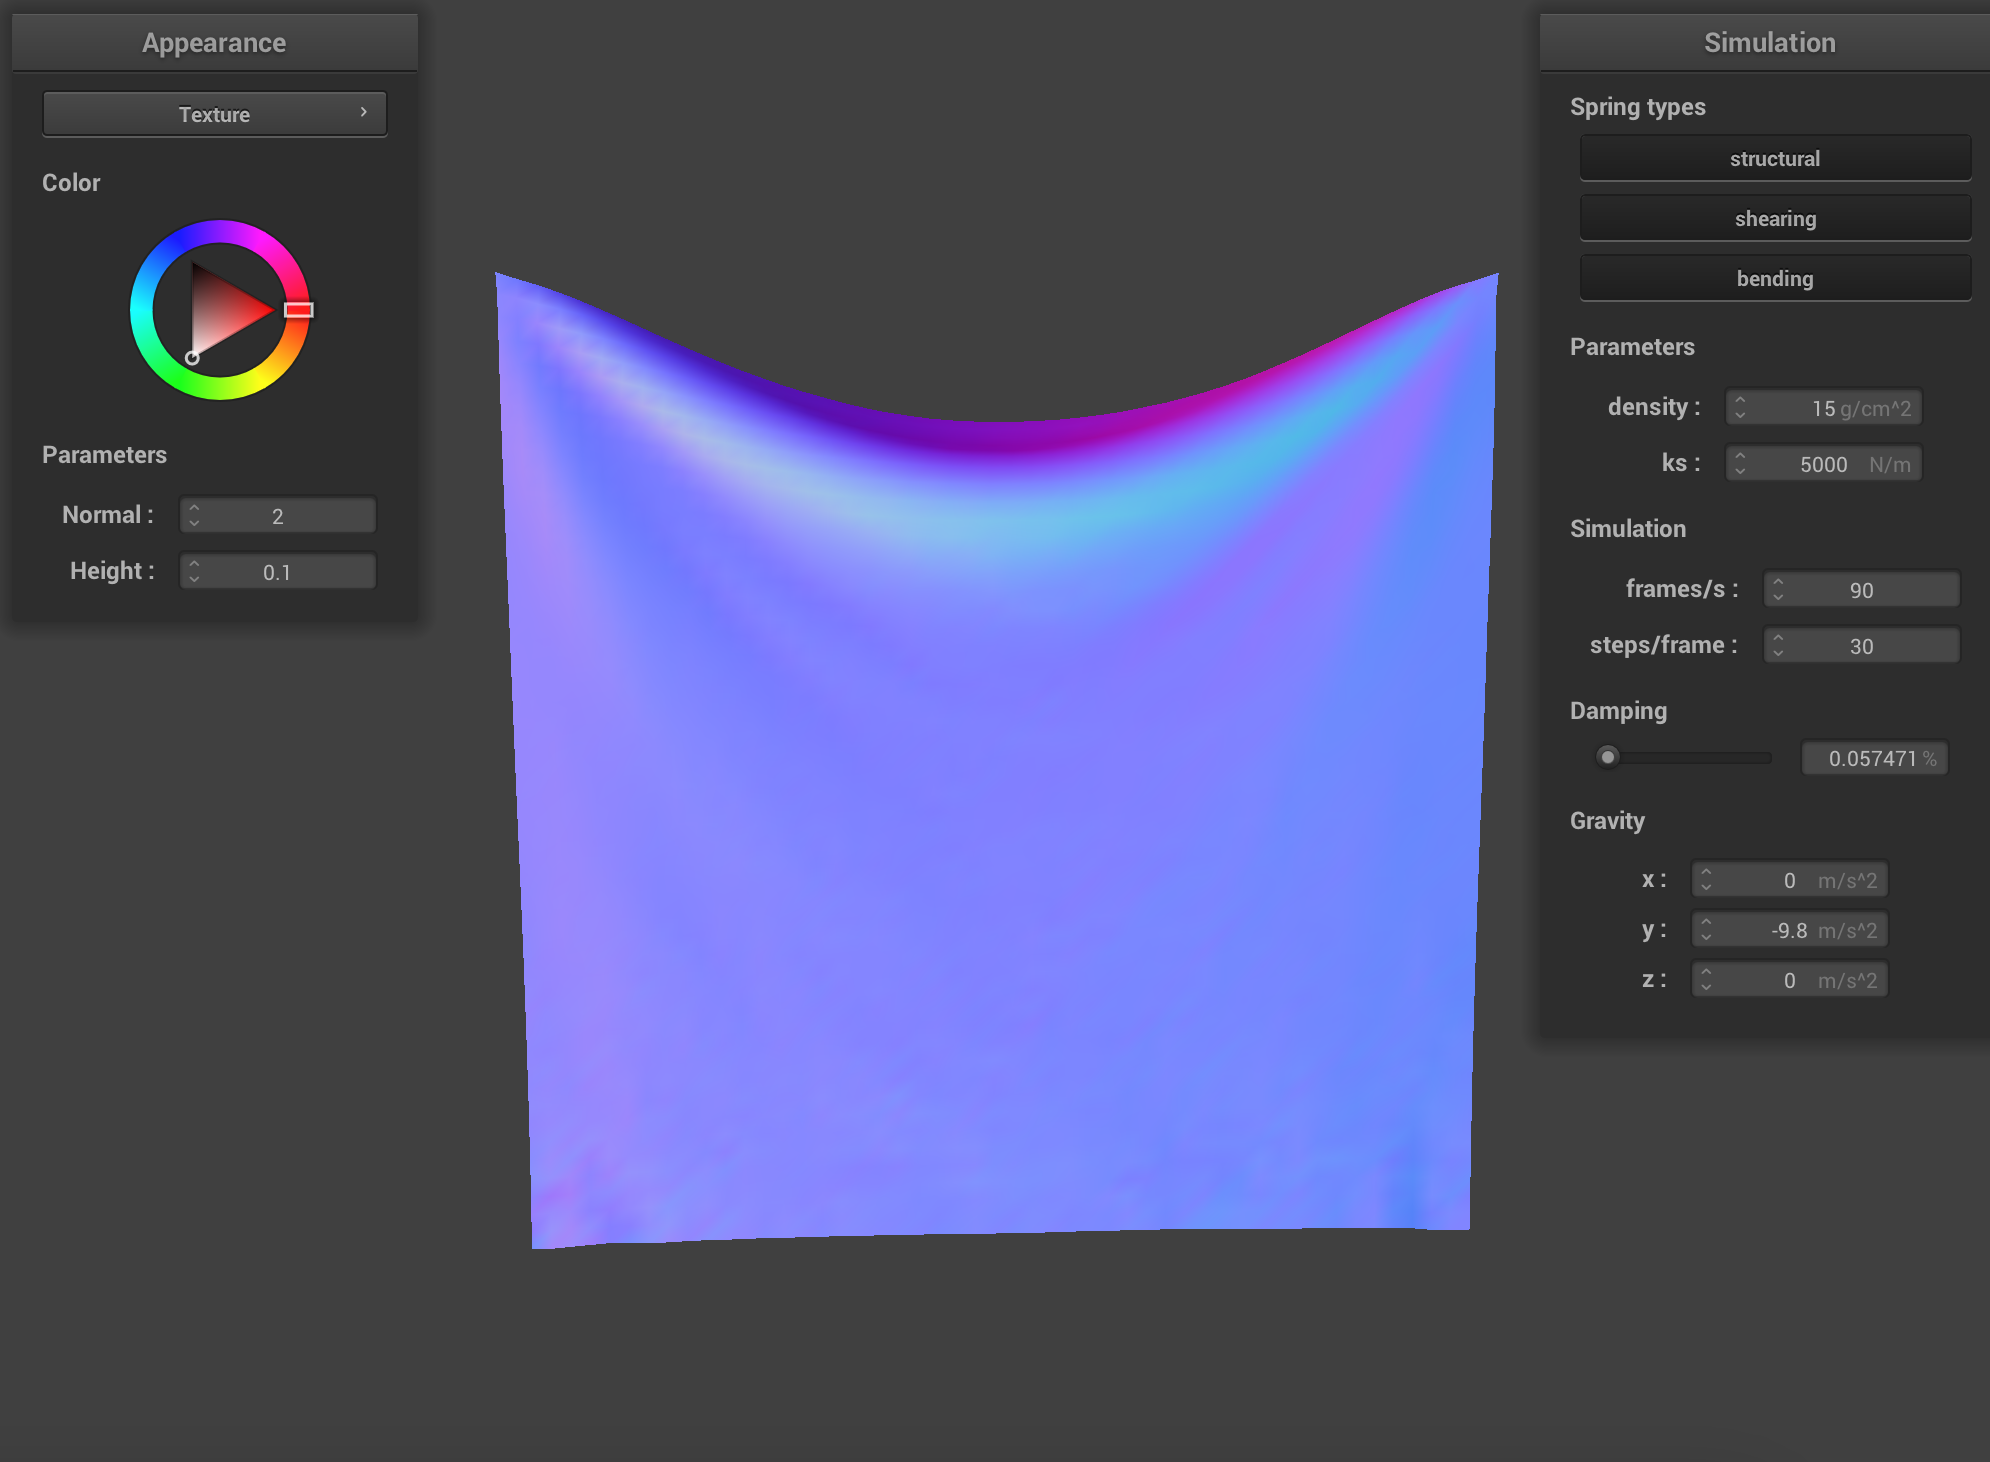 Appearance
Texture
Color
Parameters
Normal : 2
Height : 0.1
Simulation
Spring types
structural
shearing
bending
Parameters
density : 15 g/cm^2
ks : 5000 N/m
Simulation
frames/s : 90
steps/frame : 30
Damping
0.057471 %
Gravity
x : 0 m/s^2
y : -9.8 m/s^2
z : 0 m/s^2